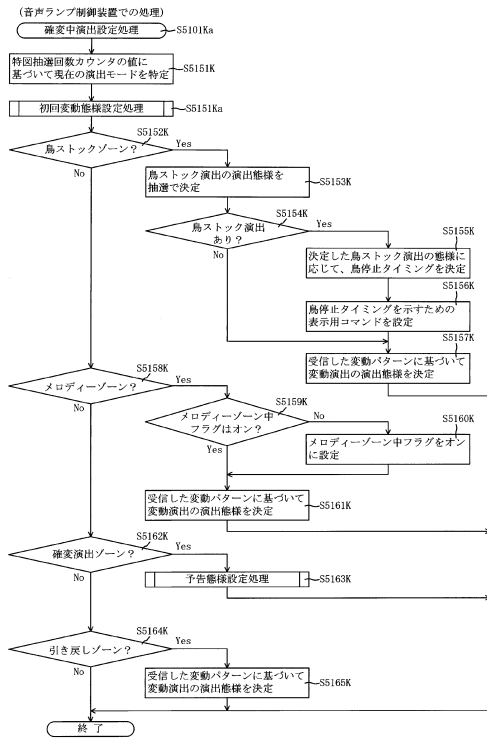 (音声ランプ制御装置での処理)
確変中演出設定処理
S5101Ka
特図抽選回数カウンタの値に
基づいて現在の演出モードを特定
S5151K
初回変動態様設定処理
S5151Ka
S5152K
鳥ストックゾーン?
Yes
No
鳥ストック演出の演出態様を
抽選で決定
S5153K
S5154K
鳥ストック演出
あり?
Yes
No
S5155K
決定した鳥ストック演出の態様に
応じて、鳥停止タイミングを決定
S5156K
鳥停止タイミングを示すための
表示用コマンドを設定
S5157K
受信した変動パターンに基づいて
変動演出の演出態様を決定
S5158K
メロディーゾーン?
Yes
No
S5159K
メロディーゾーン中
フラグはオン?
No
Yes
S5160K
メロディーゾーン中フラグをオン
に設定
受信した変動パターンに基づいて
変動演出の演出態様を決定
S5161K
S5162K
確変演出ゾーン?
Yes
No
予告態様設定処理
S5163K
S5164K
引き戻しゾーン?
Yes
No
受信した変動パターンに基づいて
変動演出の演出態様を決定
S5165K
終了